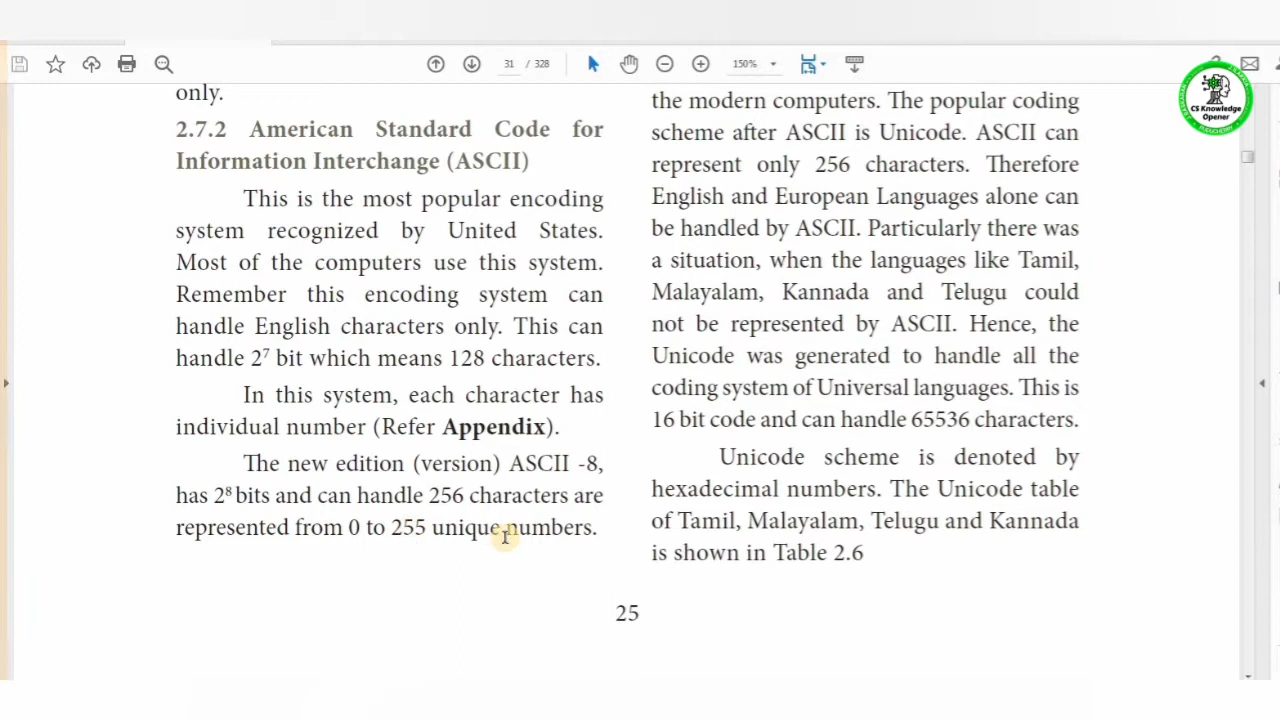 31 / 328
150%
CS Knowledge
Opener
only.
2.7.2 American Standard Code for
Information Interchange (ASCII)
This is the most popular encoding
system recognized by United States.
Most of the computers use this system.
Remember this encoding system can
handle English characters only. This can
handle 2⁷ bit which means 128 characters.
In this system, each character has
individual number (Refer Appendix).
The new edition (version) ASCII -8,
has 2⁸ bits and can handle 256 characters are
represented from 0 to 255 unique numbers.
the modern computers. The popular coding
scheme after ASCII is Unicode. ASCII can
represent only 256 characters. Therefore
English and European Languages alone can
be handled by ASCII. Particularly there was
a situation, when the languages like Tamil,
Malayalam, Kannada and Telugu could
not be represented by ASCII. Hence, the
Unicode was generated to handle all the
coding system of Universal languages. This is
16 bit code and can handle 65536 characters.
Unicode scheme is denoted by
hexadecimal numbers. The Unicode table
of Tamil, Malayalam, Telugu and Kannada
is shown in Table 2.6
25